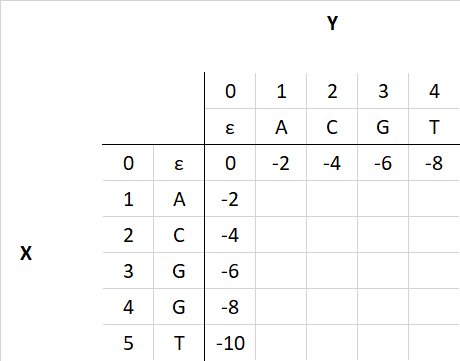 Y
0 1 2 3 4
ε A C G T
0 ε 0 -2 -4 -6 -8
1 A -2
2 C -4
X
3 G -6
4 G -8
5 T -10